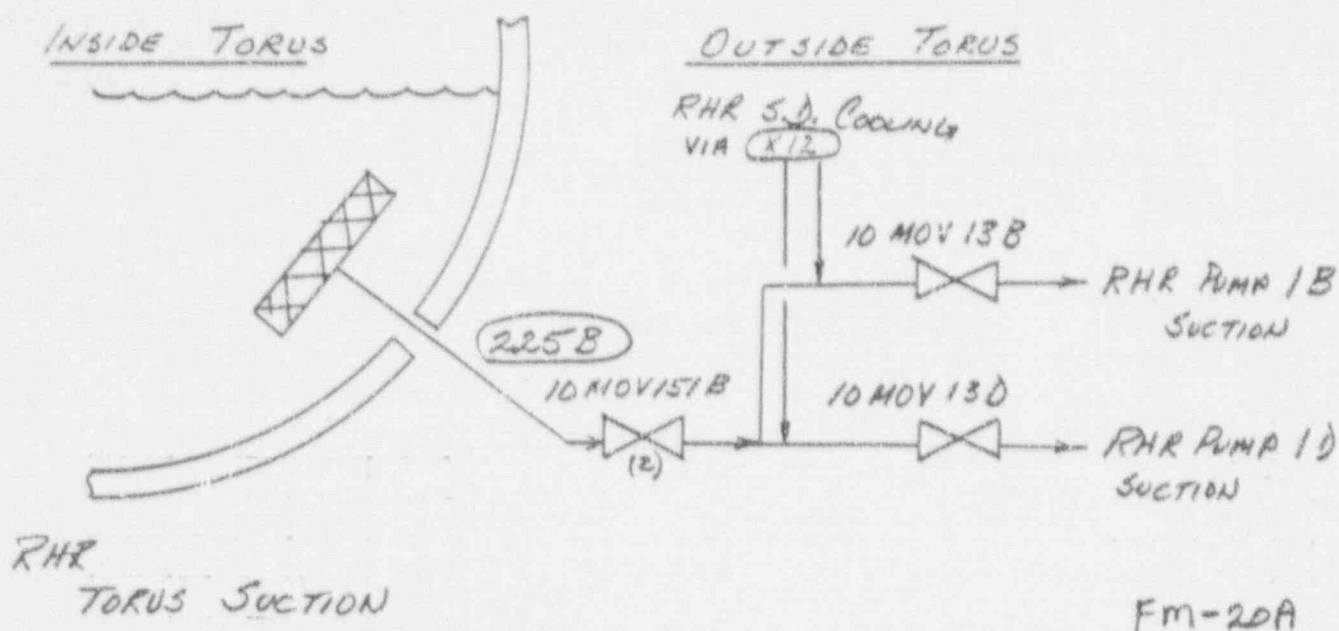 INSIDE TORUS
OUTSIDE TORUS
RHR S.D. COOLING
VIA X12
10 MOV 13B
RHR PUMP 1B
SUCTION
225B
10 MOV 151B
(2)
10 MOV 13D
RHR PUMP 1D
SUCTION
RHR
TORUS SUCTION
FM-20A